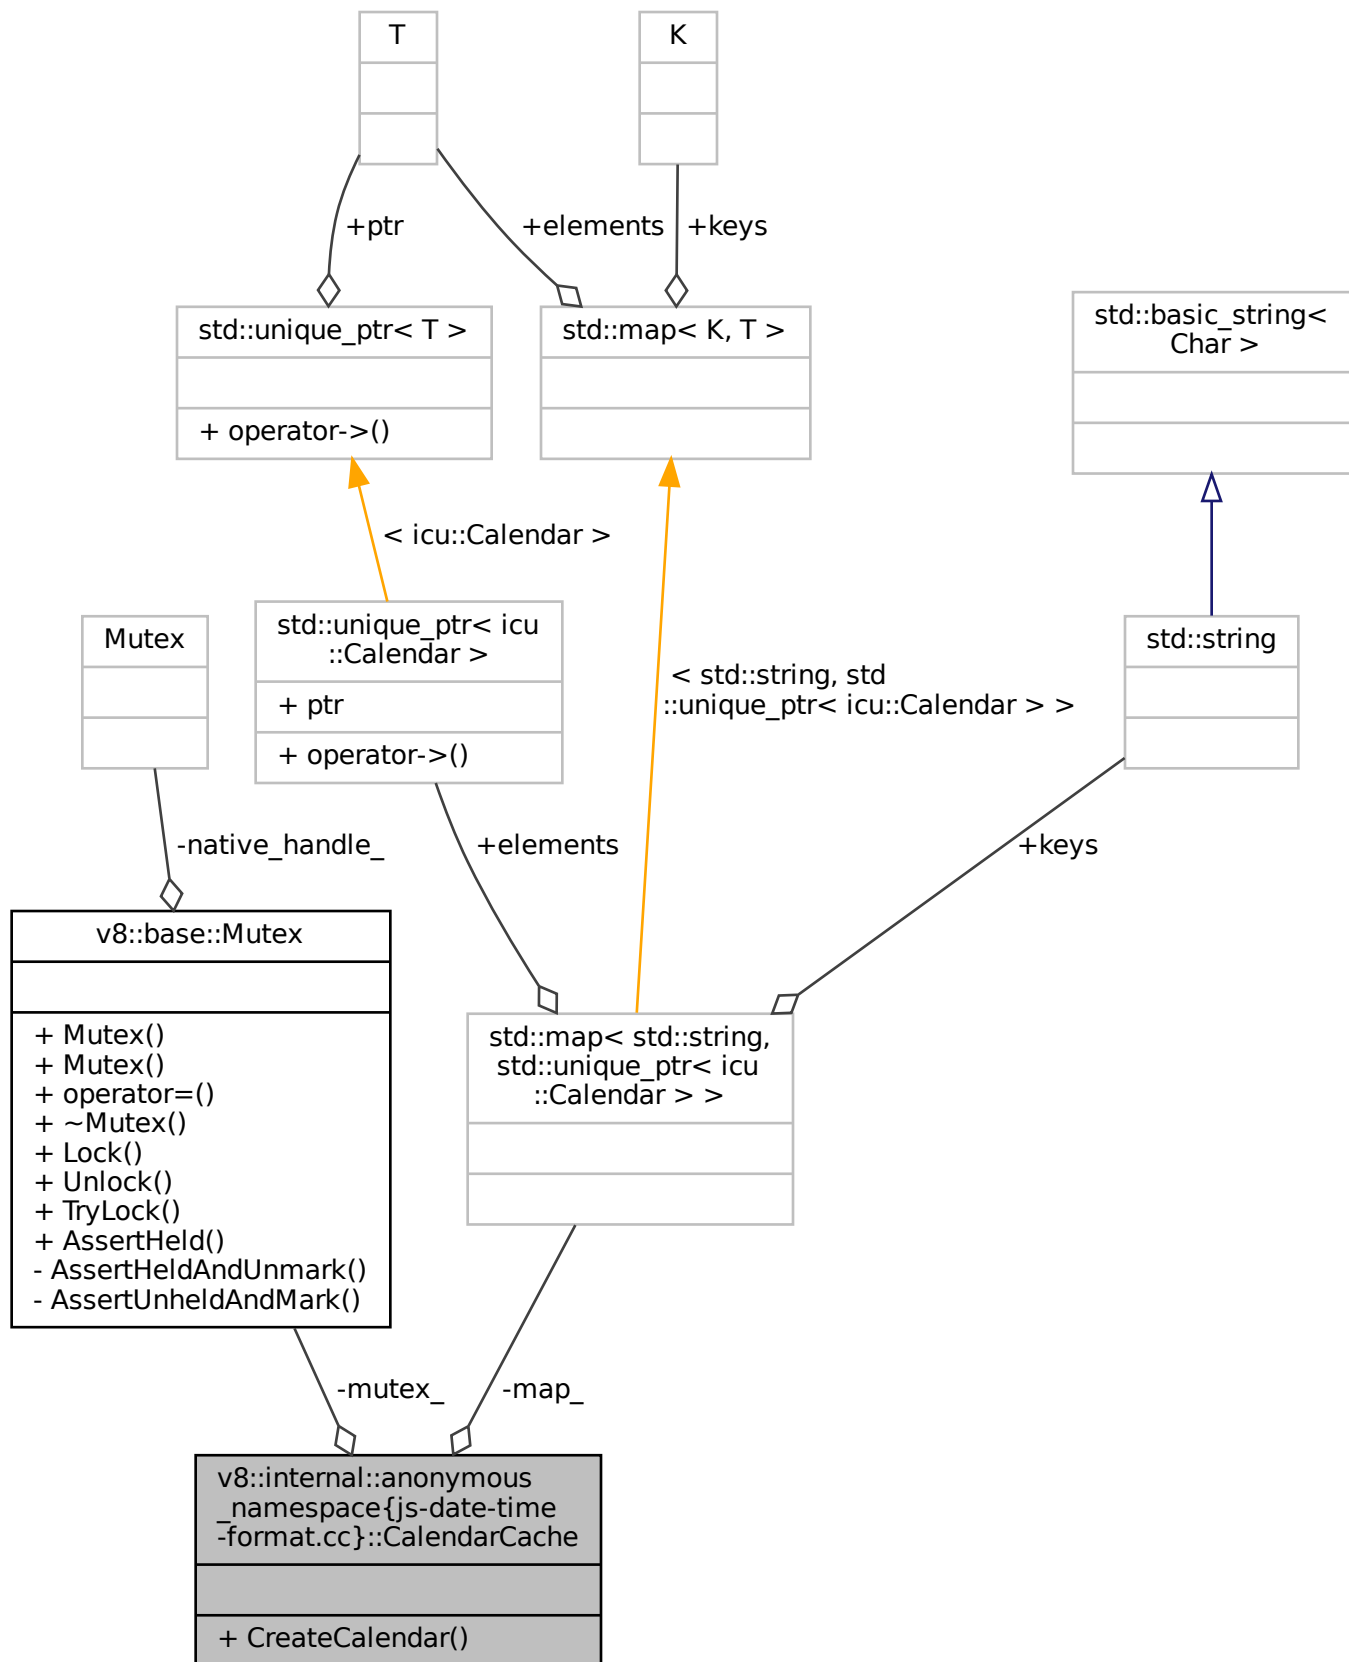 T
K
+ptr
+elements
+keys
std::unique_ptr< T >
+ operator->()
std::map< K, T >
std::basic_string<
Char >
< icu::Calendar >
Mutex
std::unique_ptr< icu
::Calendar >
+ ptr
+ operator->()
< std::string, std
::unique_ptr< icu::Calendar > >
std::string
-native_handle_
+elements
+keys
v8::base::Mutex
+ Mutex()
+ Mutex()
+ operator=()
+ ~Mutex()
+ Lock()
+ Unlock()
+ TryLock()
+ AssertHeld()
- AssertHeldAndUnmark()
- AssertUnheldAndMark()
std::map< std::string,
std::unique_ptr< icu
::Calendar > >
-mutex_
-map_
v8::internal::anonymous
_namespace{js-date-time
-format.cc}::CalendarCache
+ CreateCalendar()